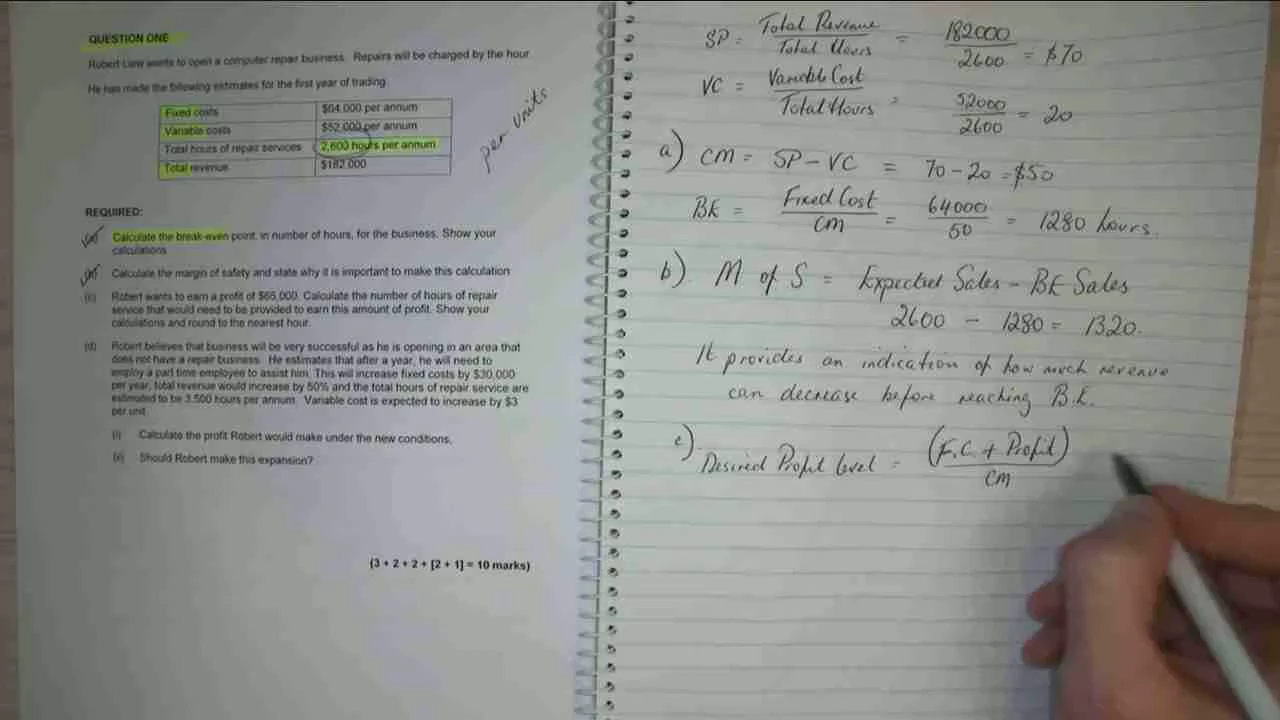 QUESTION ONE
Robert Liew wants to open a computer repair business. Repairs will be charged by the hour
He has made the following estimates for the first year of trading
Fixed costs $64,000 per annum
Variable costs $52,000 per annum
Total hours of repair services 2,600 hours per annum
Total revenue $182,000
per units
REQUIRED:
(a) Calculate the break-even point, in number of hours, for the business. Show your
calculations
(b) Calculate the margin of safety and state why it is important to make this calculation
(c) Robert wants to earn a profit of $65,000. Calculate the number of hours of repair
service that would need to be provided to earn this amount of profit. Show your
calculations and round to the nearest hour.
(d) Robert believes that business will be very successful as he is opening in an area that
does not have a repair business. He estimates that after a year, he will need to
employ a part time employee to assist him. This will increase fixed costs by $30,000
per year, total revenue would increase by 50% and the total hours of repair service are
estimated to be 3,500 hours per annum. Variable cost is expected to increase by $3
per unit.
(i) Calculate the profit Robert would make under the new conditions.
(ii) Should Robert make this expansion?
(3 + 2 + 2 + [2 + 1] = 10 marks)
SP = Total Revenue / Total Hours = 182000 / 2600 = $70
VC = Variable Cost / Total Hours = 52000 / 2600 = 20
a) CM = SP - VC = 70 - 20 = $50
BE = Fixed Cost / CM = 64000 / 50 = 1280 hours.
b) M of S = Expected Sales - BE Sales
2600 - 1280 = 1320.
It provides an indication of how much revenue
can decrease before reaching B.E.
c) Desired Profit level = (F.C. + Profit) / CM